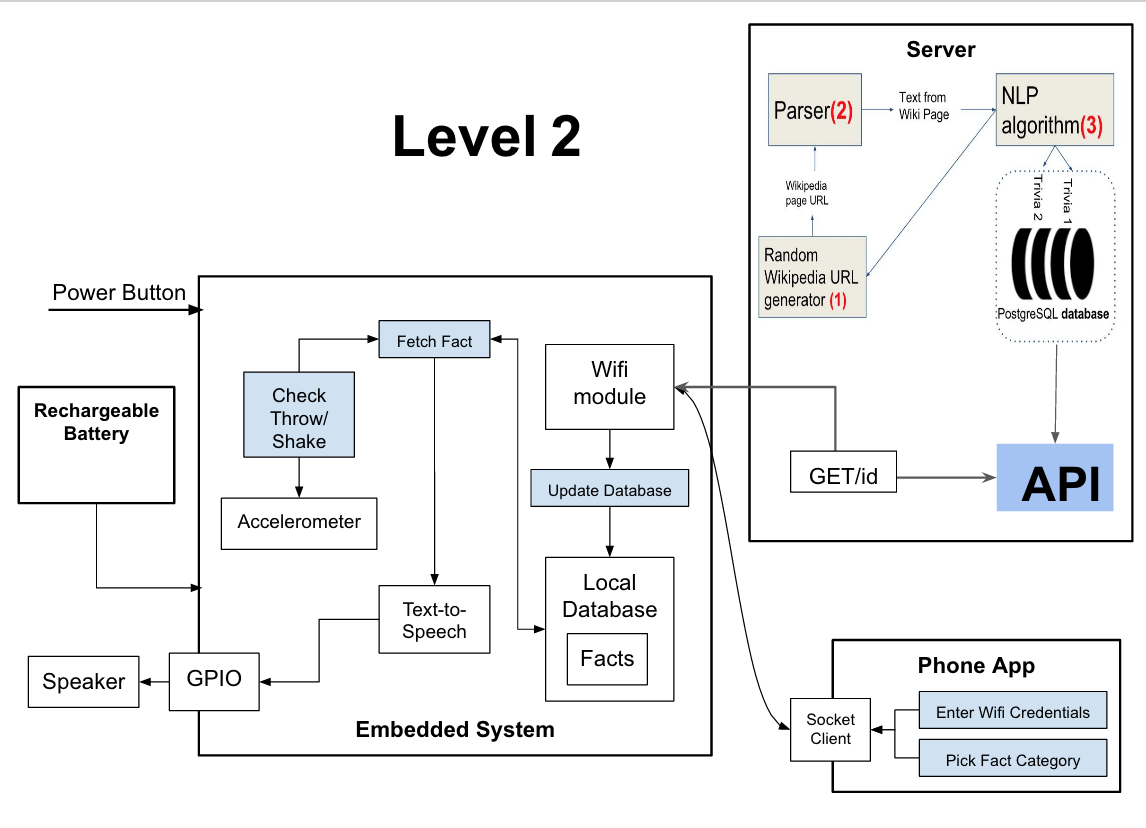 Server
Parser(2)
Text from
Wiki Page
NLP
algorithm(3)
Level 2
Wikipedia
page URL
Trivia 2
Trivia 1
Random
Wikipedia URL
generator (1)
PostgreSQL database
Power Button
Fetch Fact
Wifi
module
Check
Throw/
Shake
Rechargeable
Battery
GET/id
API
Update Database
Accelerometer
Local
Database
Facts
Text-to-
Speech
Speaker
GPIO
Embedded System
Phone App
Socket
Client
Enter Wifi Credentials
Pick Fact Category